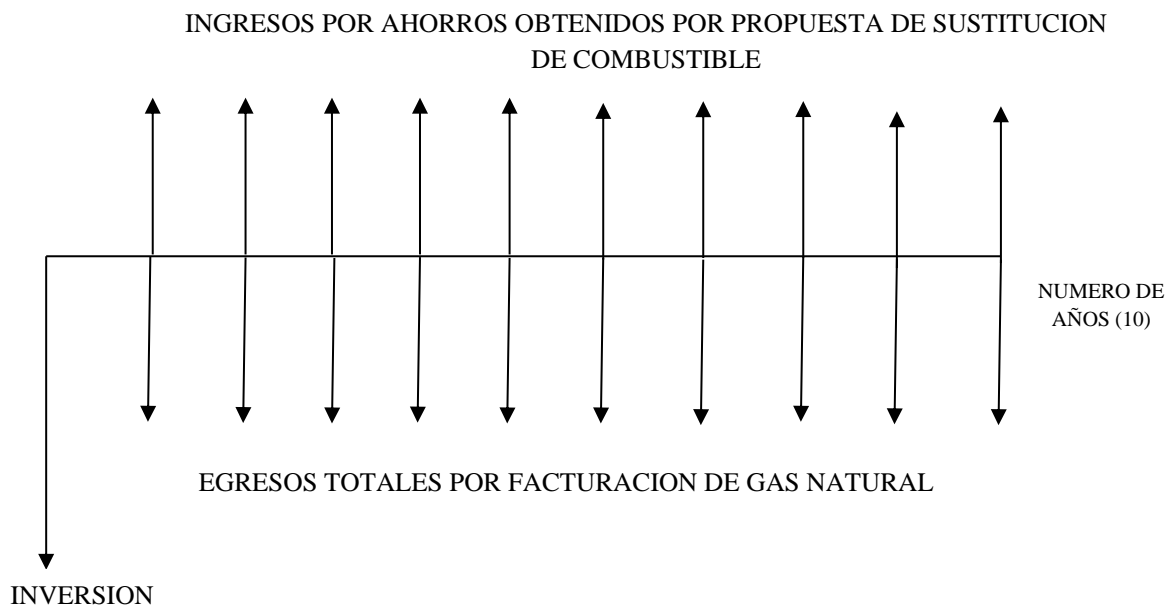 INGRESOS POR AHORROS OBTENIDOS POR PROPUESTA DE SUSTITUCION
DE COMBUSTIBLE
NUMERO DE
AÑOS (10)
EGRESOS TOTALES POR FACTURACION DE GAS NATURAL
INVERSION